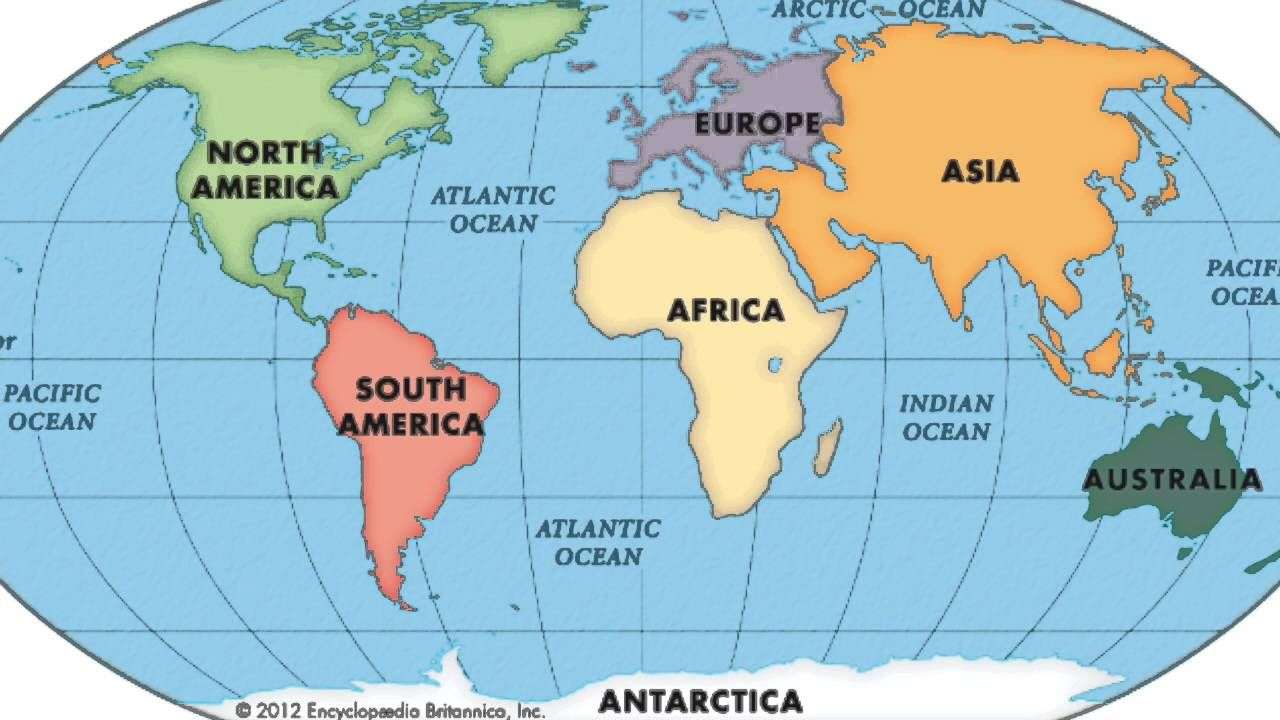 ARCTIC OCEAN
EUROPE
NORTH
AMERICA
ASIA
ATLANTIC
OCEAN
PACIFI
OCEA
AFRICA
or
PACIFIC
OCEAN
SOUTH
AMERICA
INDIAN
OCEAN
AUSTRALIA
ATLANTIC
OCEAN
ANTARCTICA
© 2012 Encyclopædia Britannica, Inc.